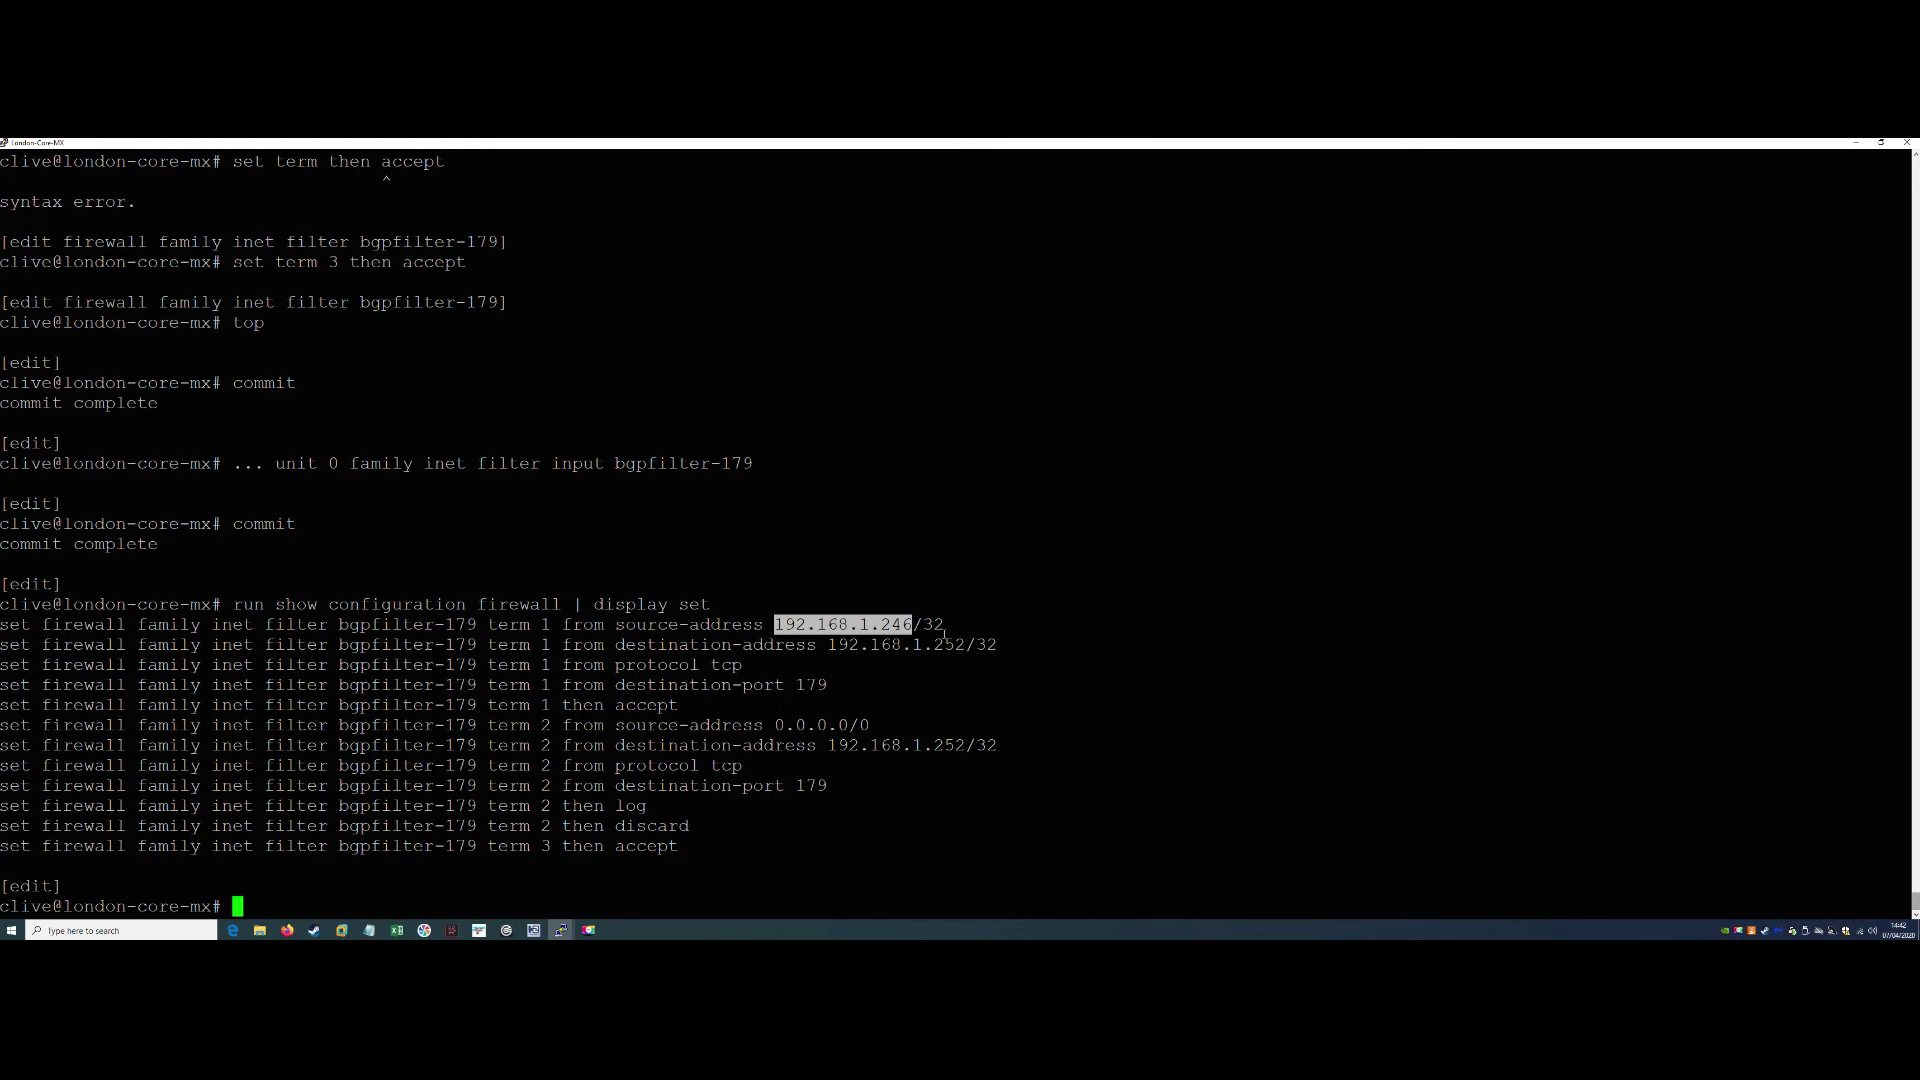 London-Core-MX
clive@london-core-mx# set term then accept
^
syntax error.
[edit firewall family inet filter bgpfilter-179]
clive@london-core-mx# set term 3 then accept
[edit firewall family inet filter bgpfilter-179]
clive@london-core-mx# top
[edit]
clive@london-core-mx# commit
commit complete
[edit]
clive@london-core-mx# ... unit 0 family inet filter input bgpfilter-179
[edit]
clive@london-core-mx# commit
commit complete
[edit]
clive@london-core-mx# run show configuration firewall | display set
set firewall family inet filter bgpfilter-179 term 1 from source-address 192.168.1.246/32
set firewall family inet filter bgpfilter-179 term 1 from destination-address 192.168.1.252/32
set firewall family inet filter bgpfilter-179 term 1 from protocol tcp
set firewall family inet filter bgpfilter-179 term 1 from destination-port 179
set firewall family inet filter bgpfilter-179 term 1 then accept
set firewall family inet filter bgpfilter-179 term 2 from source-address 0.0.0.0/0
set firewall family inet filter bgpfilter-179 term 2 from destination-address 192.168.1.252/32
set firewall family inet filter bgpfilter-179 term 2 from protocol tcp
set firewall family inet filter bgpfilter-179 term 2 from destination-port 179
set firewall family inet filter bgpfilter-179 term 2 then log
set firewall family inet filter bgpfilter-179 term 2 then discard
set firewall family inet filter bgpfilter-179 term 3 then accept
[edit]
clive@london-core-mx#
Type here to search
14:42
07/04/2020